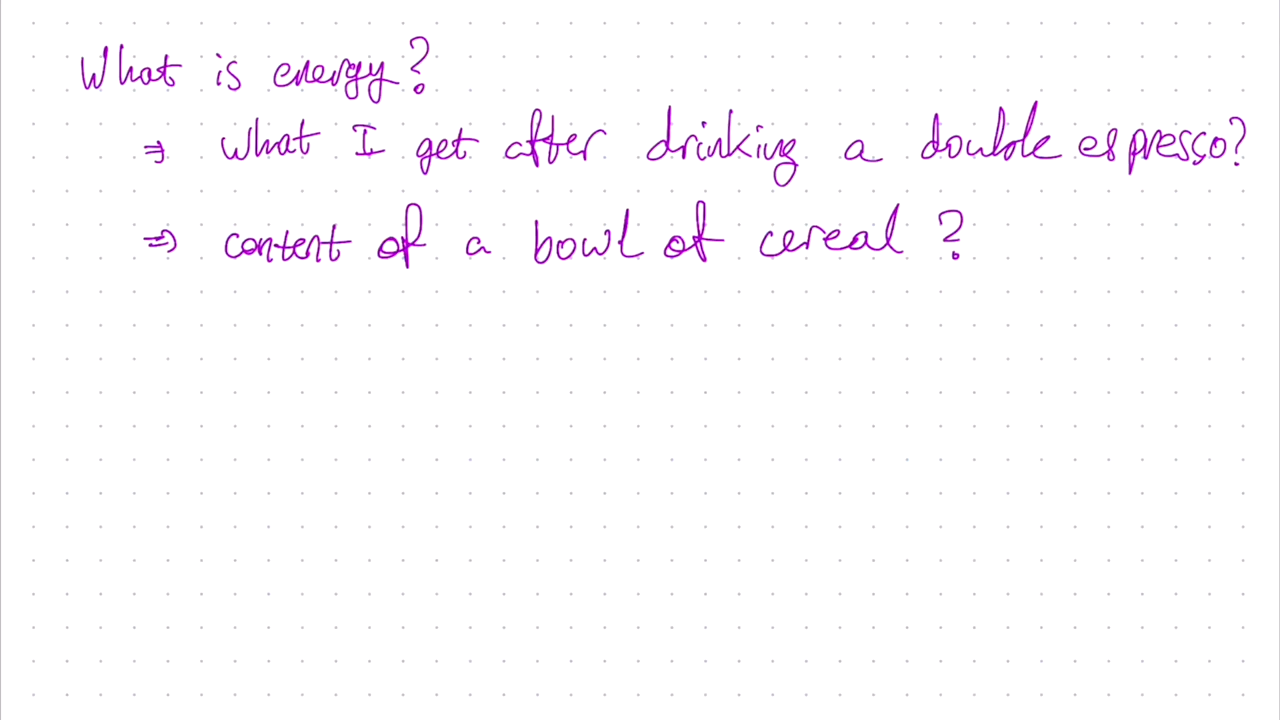 What is energy?
⇒ what I get after drinking a double espresso?
⇒ content of a bowl of cereal?